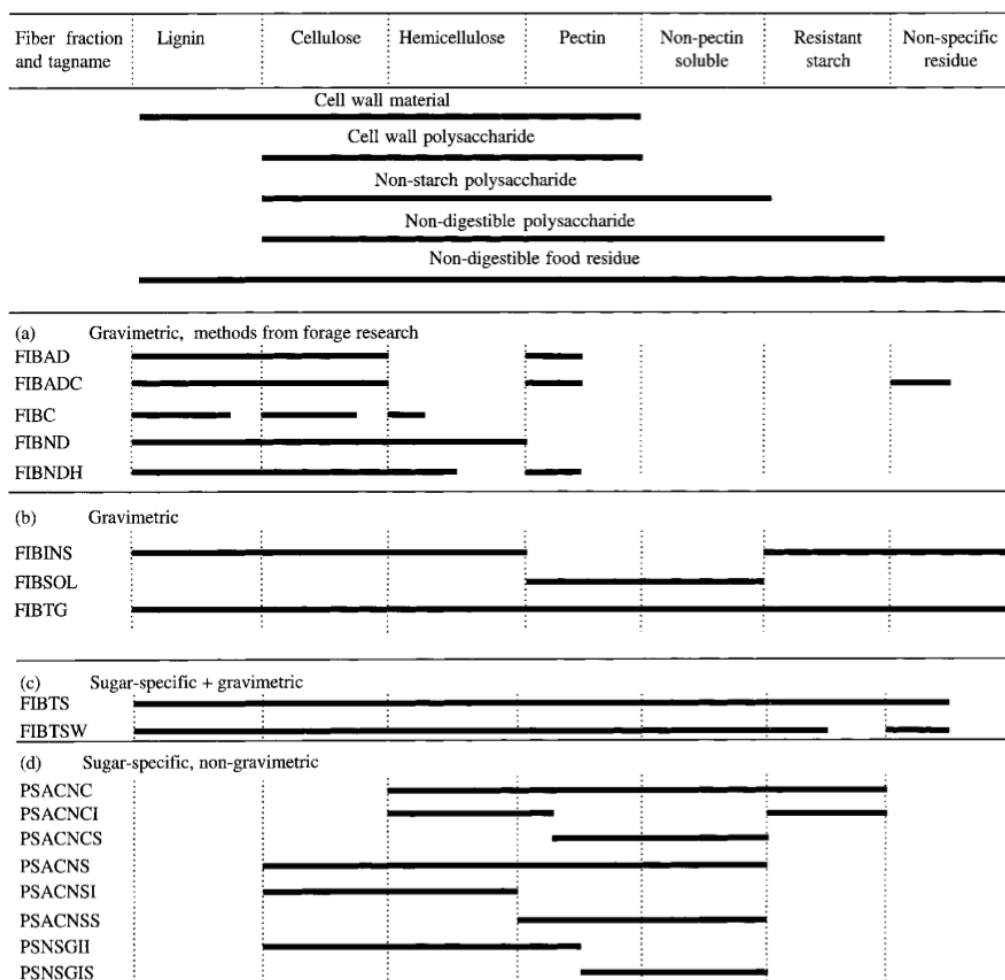 Fiber fraction Lignin Cellulose Hemicellulose Pectin Non-pectin Resistant Non-specific
and tagname soluble starch residue
Cell wall material
Cell wall polysaccharide
Non-starch polysaccharide
Non-digestible polysaccharide
Non-digestible food residue
(a) Gravimetric, methods from forage research
FIBAD
FIBADC
FIBC
FIBND
FIBNDH
(b) Gravimetric
FIBINS
FIBSOL
FIBTG
(c) Sugar-specific + gravimetric
FIBTS
FIBTSW
(d) Sugar-specific, non-gravimetric
PSACNC
PSACNCI
PSACNCS
PSACNS
PSACNSI
PSACNSS
PSNSGII
PSNSGIS